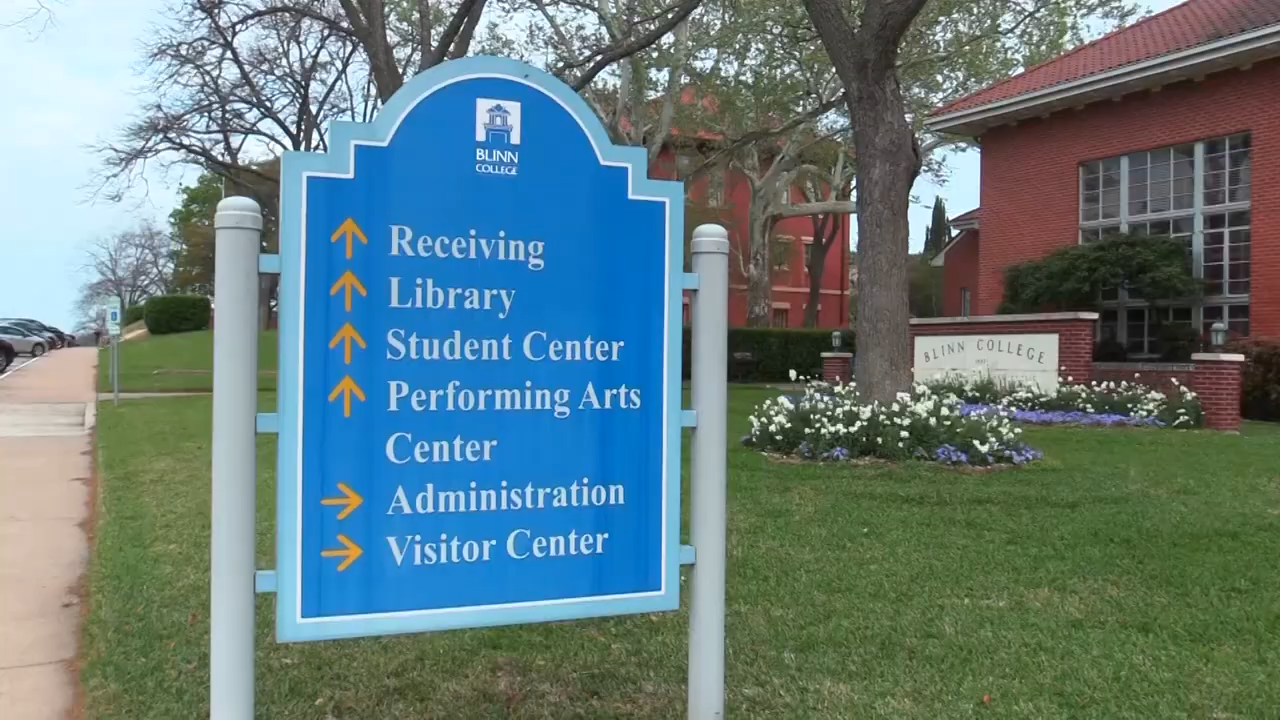 BLINN
COLLEGE
Receiving
Library
Student Center
Performing Arts
Center
Administration
Visitor Center
BLINN COLLEGE